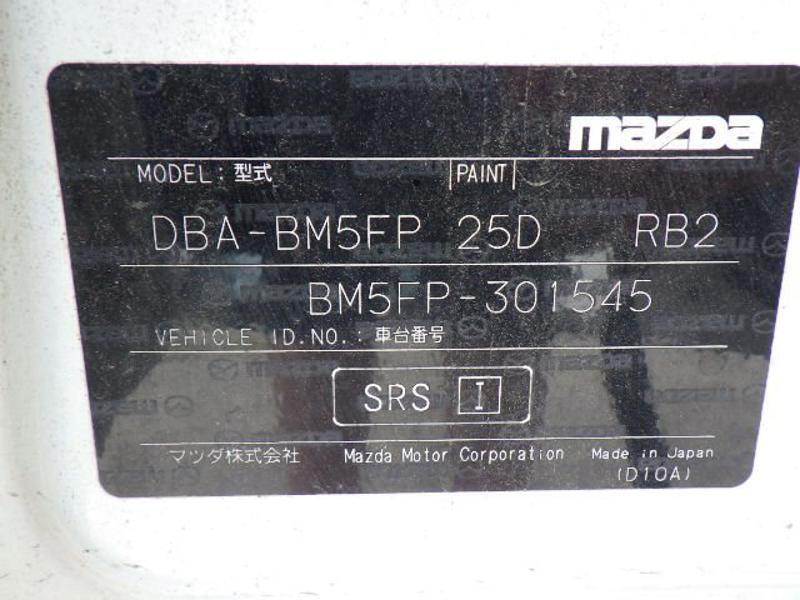 mazda
MODEL : 型式 PAINT
DBA-BM5FP 25D RB2
BM5FP-301545
VEHICLE ID.NO. : 車台番号
SRS I
マツダ株式会社 Mazda Motor Corporation Made in Japan
(D10A)